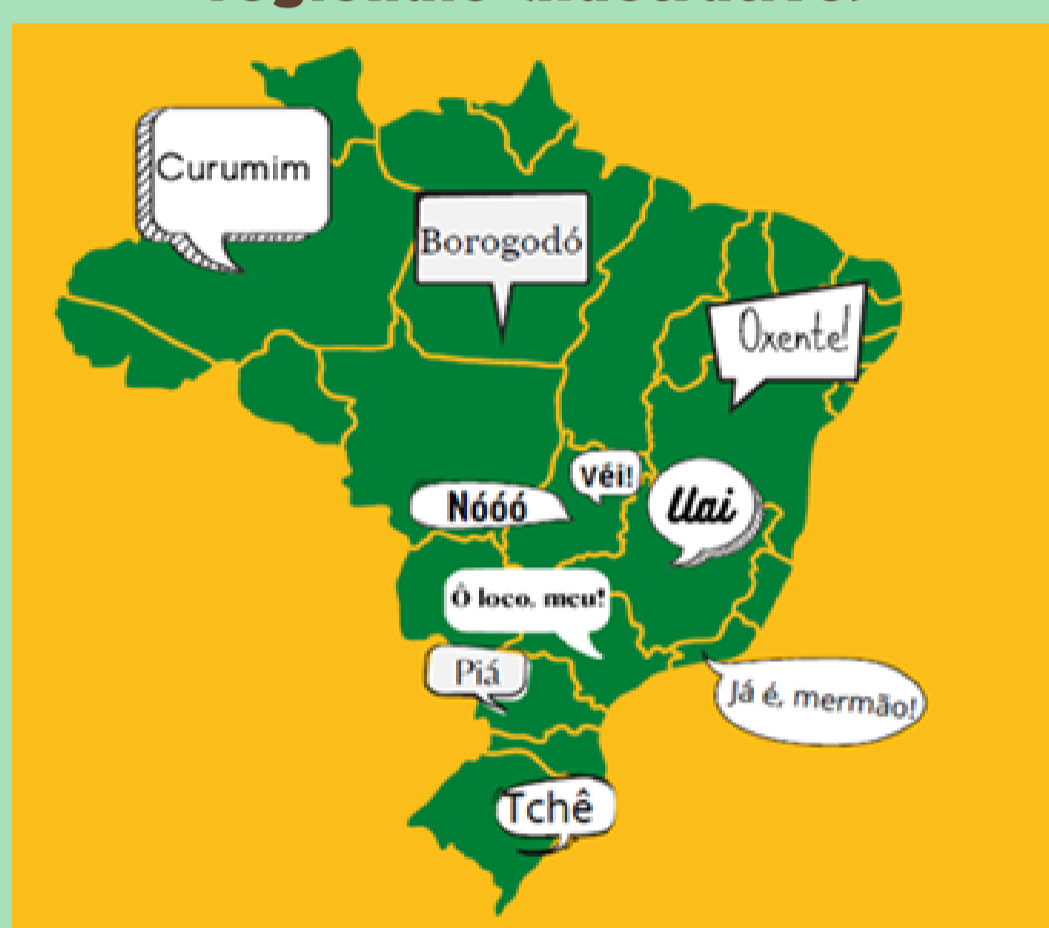 Curumim
Borogodó
Oxente!
Véi!
Nóóó
Uai
Ô loco, meu!
Piá
Já é, mermão!
Tchê